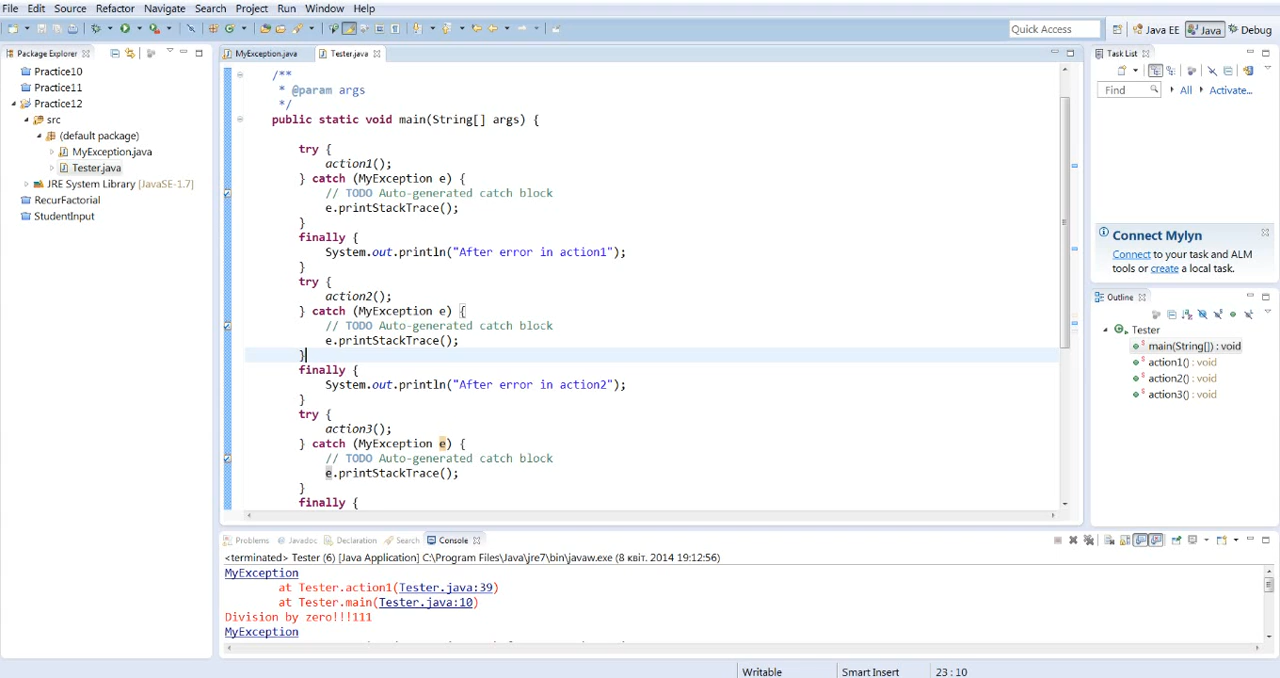 File Edit Source Refactor Navigate Search Project Run Window Help
Quick Access
Java EE Java Debug
Package Explorer
MyException.java Tester.java
Task List
Practice10
Practice11
Practice12
src
(default package)
MyException.java
Tester.java
JRE System Library [JavaSE-1.7]
RecurFactorial
StudentInput
/**
* @param args
*/
public static void main(String[] args) {
try {
action1();
} catch (MyException e) {
// TODO Auto-generated catch block
e.printStackTrace();
}
finally {
System.out.println("After error in action1");
}
try {
action2();
} catch (MyException e) {
// TODO Auto-generated catch block
e.printStackTrace();
}
finally {
System.out.println("After error in action2");
}
try {
action3();
} catch (MyException e) {
// TODO Auto-generated catch block
e.printStackTrace();
}
finally {
Find All Activate...
Connect Mylyn
Connect to your task and ALM
tools or create a local task.
Outline
Tester
main(String[]) : void
action1() : void
action2() : void
action3() : void
Problems Javadoc Declaration Search Console
<terminated> Tester (6) [Java Application] C:\Program Files\Java\jre7\bin\javaw.exe (8 квіт. 2014 19:12:56)
MyException
at Tester.action1(Tester.java:39)
at Tester.main(Tester.java:10)
Division by zero!!!111
MyException
Writable Smart Insert 23 : 10